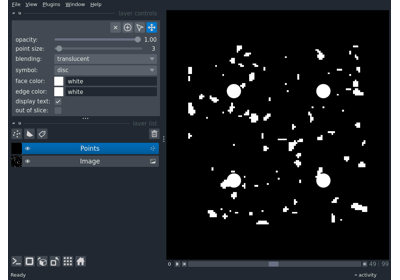 File View Plugins Window Help
layer controls
opacity: 1.00
point size: 3
blending: translucent
symbol: disc
face color: white
edge color: white
display text:
out of slice:
layer list
Points
Image
49 99
activity